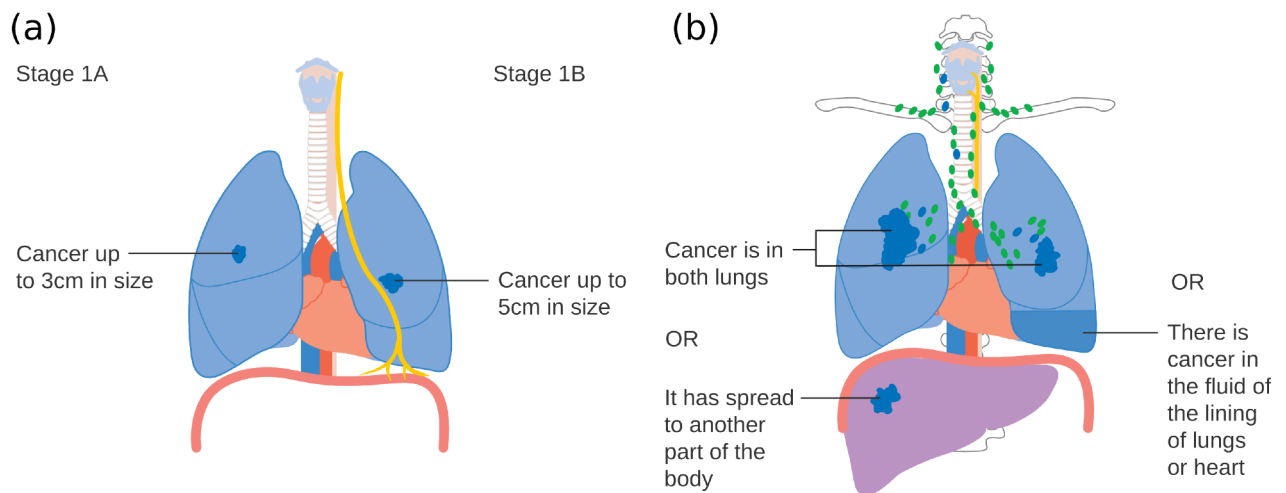 (a)
Stage 1A
Stage 1B
Cancer up
to 3cm in size
Cancer up to
5cm in size
(b)
Cancer is in
both lungs
OR
It has spread
to another
part of the
body
OR
There is
cancer in
the fluid of
the lining
of lungs
or heart